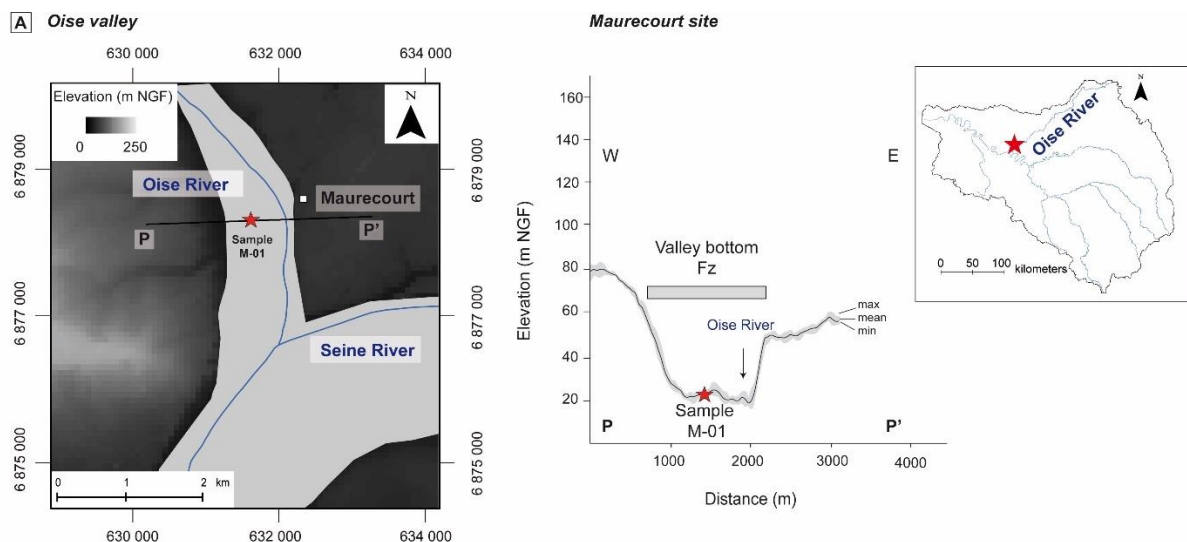 A Oise valley
630 000 632 000 634 000
Elevation (m NGF)
0 250
N
6 879 000
6 877 000
6 875 000
Oise River
Maurecourt
P
P'
Sample
M-01
Seine River
0 1 2 km
6 879 000
6 877 000
6 875 000
630 000 632 000 634 000
Maurecourt site
160
140
120
100
80
60
40
20
Elevation (m NGF)
W
E
Valley bottom
Fz
Oise River
max
mean
min
Sample
M-01
P
P'
1000 2000 3000 4000
Distance (m)
N
Oise River
0 50 100
kilometers